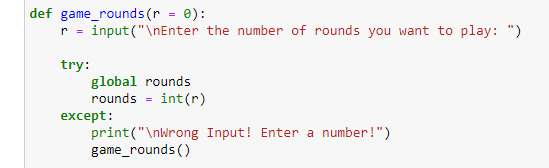 def game_rounds(r = 0):
    r = input("\nEnter the number of rounds you want to play: ")
    try:
        global rounds
        rounds = int(r)
    except:
        print("\nWrong Input! Enter a number!")
        game_rounds()